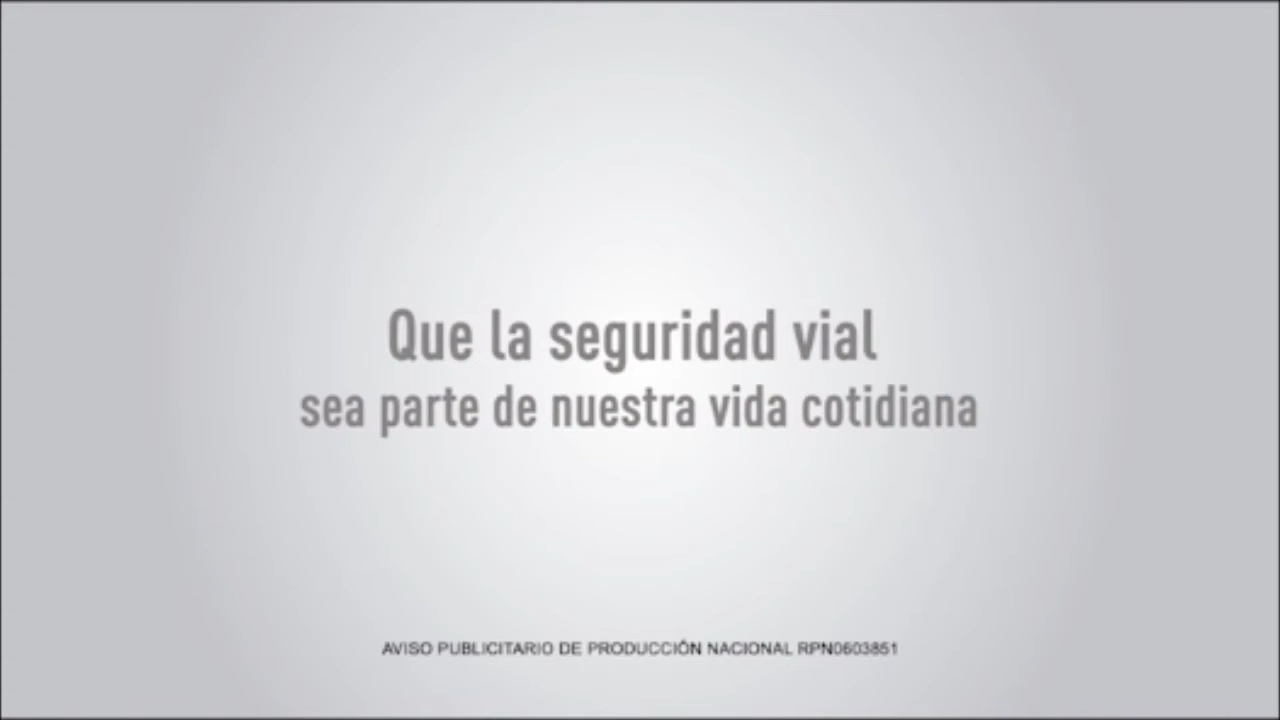 Que la seguridad vial
sea parte de nuestra vida cotidiana
AVISO PUBLICITARIO DE PRODUCCIÓN NACIONAL RPN0603851